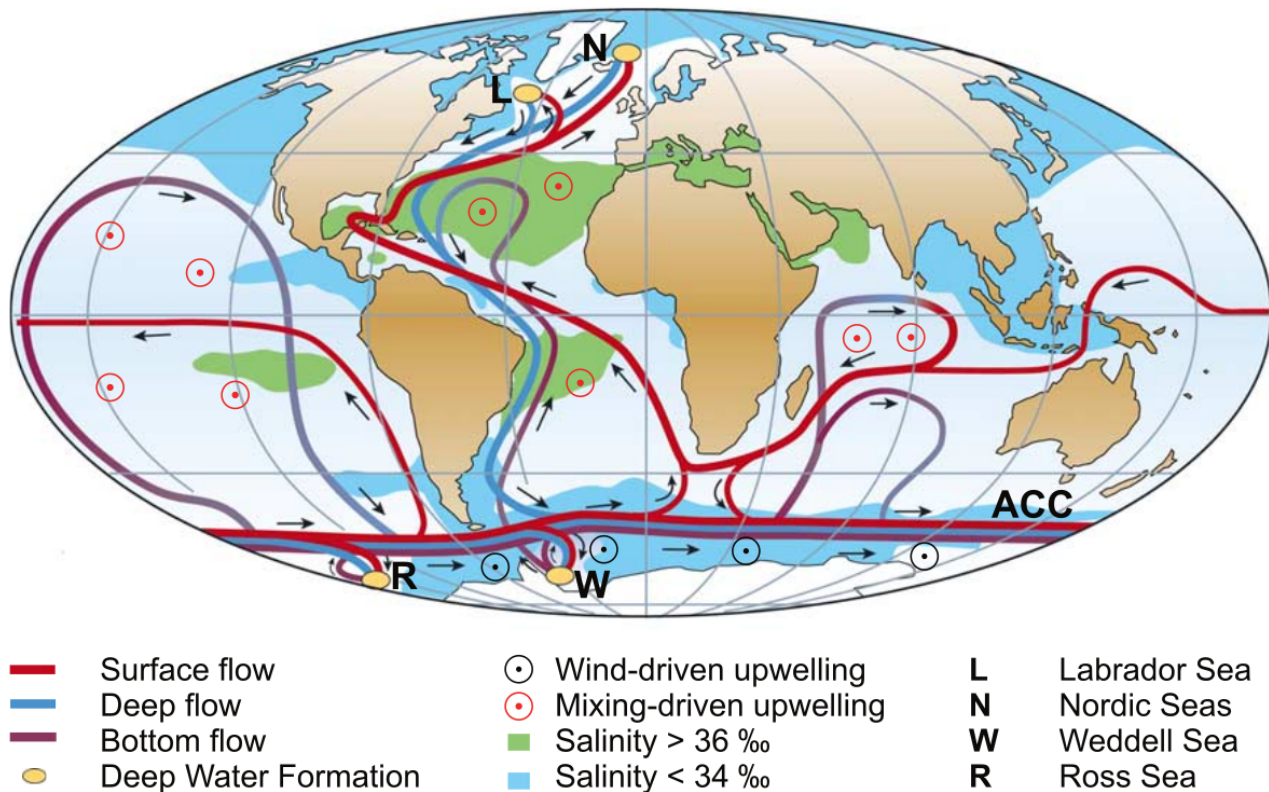 N
L
ACC
R
W
Surface flow
Deep flow
Bottom flow
Deep Water Formation
Wind-driven upwelling
Mixing-driven upwelling
Salinity > 36 ‰
Salinity < 34 ‰
L Labrador Sea
N Nordic Seas
W Weddell Sea
R Ross Sea